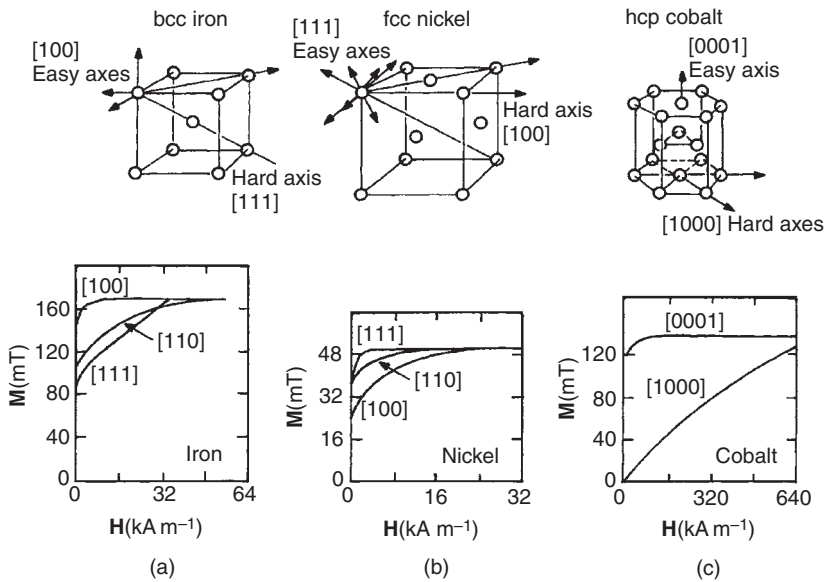 bcc iron
[100]
Easy axes
Hard axis
[111]
fcc nickel
[111]
Easy axes
Hard axis
[100]
hcp cobalt
[0001]
Easy axis
[1000] Hard axes
M(mT)
160
120
80
40
0
[100]
[110]
[111]
Iron
0
32
64
H(kA m⁻¹)
(a)
M(mT)
48
32
16
0
[111]
[110]
[100]
Nickel
0
16
32
H(kA m⁻¹)
(b)
M(mT)
120
80
40
0
[0001]
[1000]
Cobalt
0
320
640
H(kA m⁻¹)
(c)